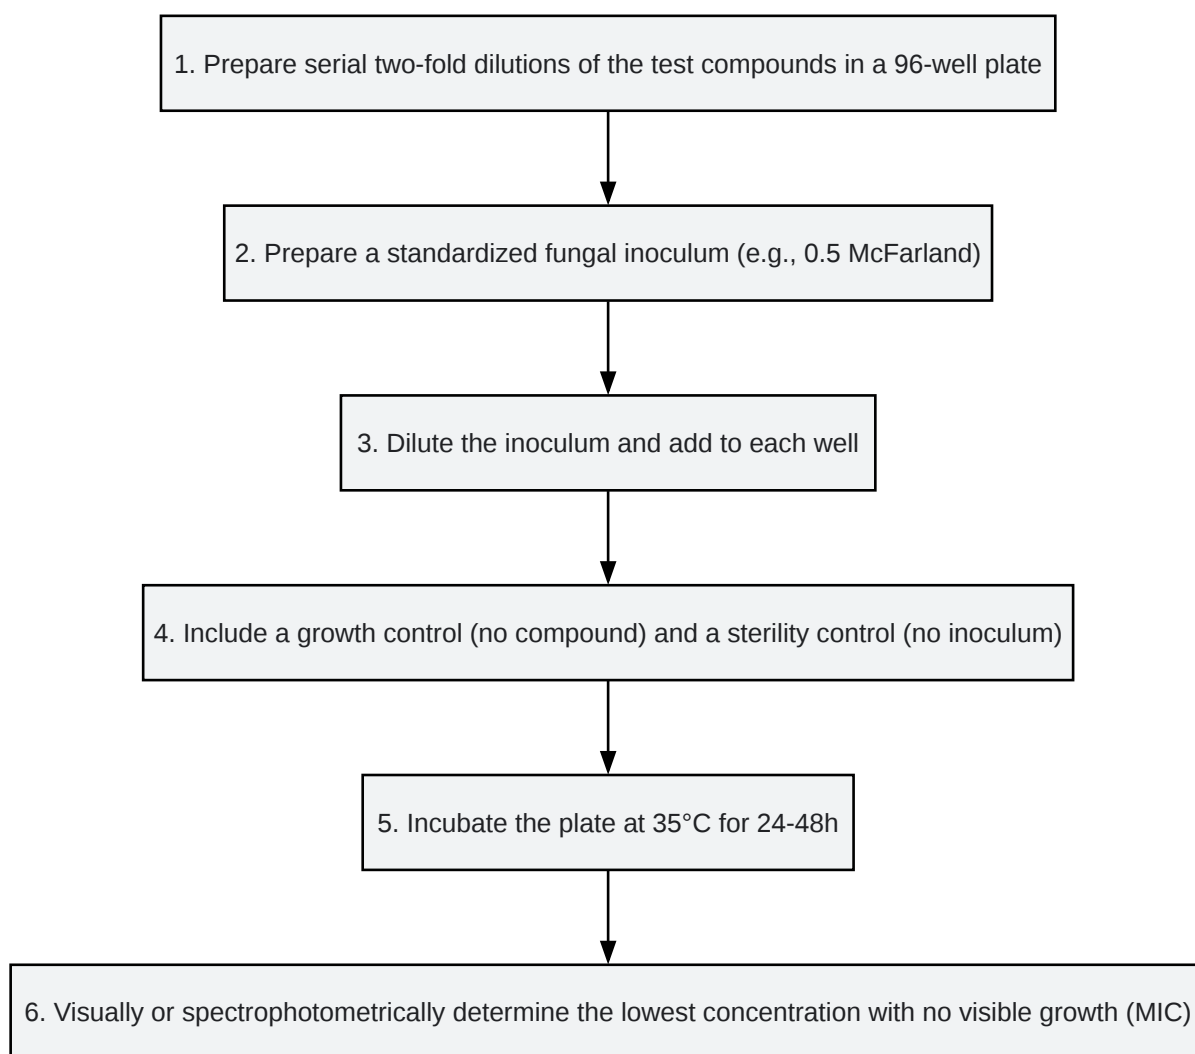 1. Prepare serial two-fold dilutions of the test compounds in a 96-well plate
2. Prepare a standardized fungal inoculum (e.g., 0.5 McFarland)
3. Dilute the inoculum and add to each well
4. Include a growth control (no compound) and a sterility control (no inoculum)
5. Incubate the plate at 35°C for 24-48h
6. Visually or spectrophotometrically determine the lowest concentration with no visible growth (MIC)